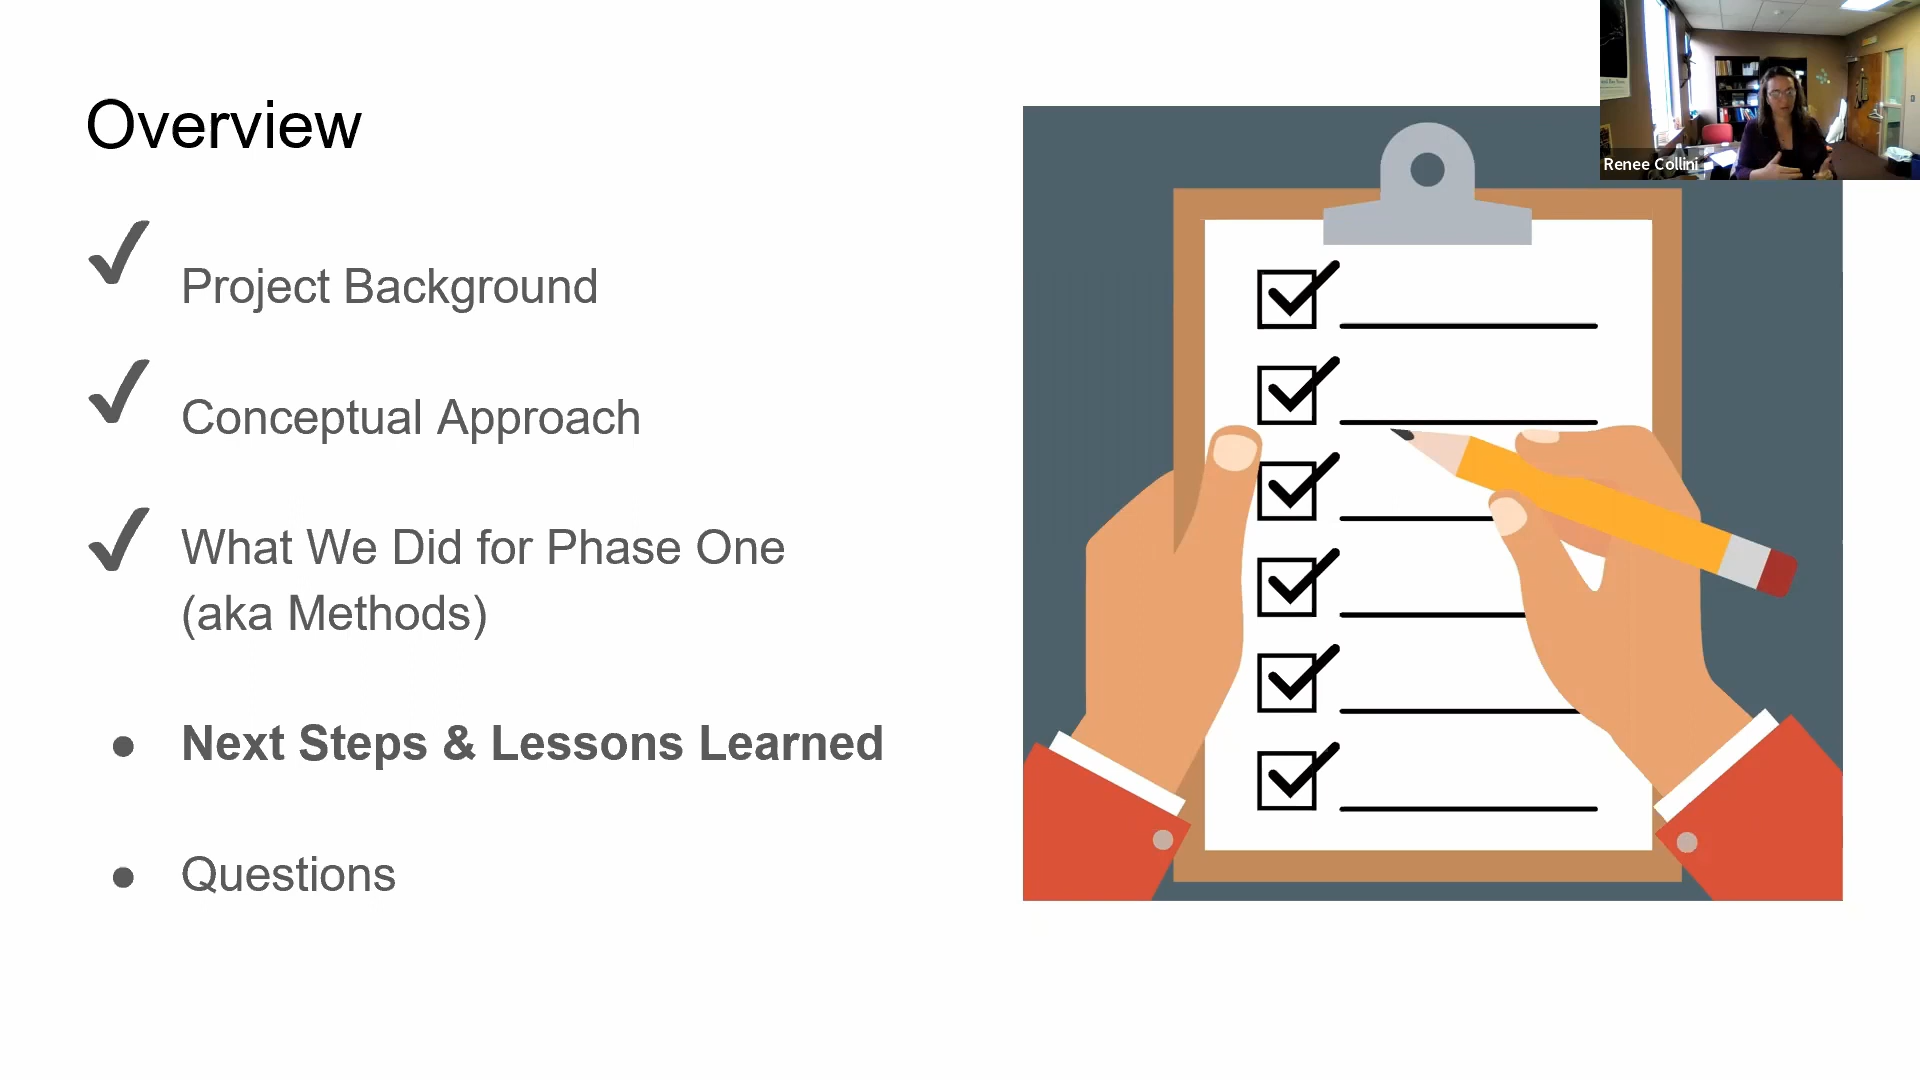 Overview
Project Background
Conceptual Approach
What We Did for Phase One
(aka Methods)
Next Steps & Lessons Learned
Questions
Renee Collini